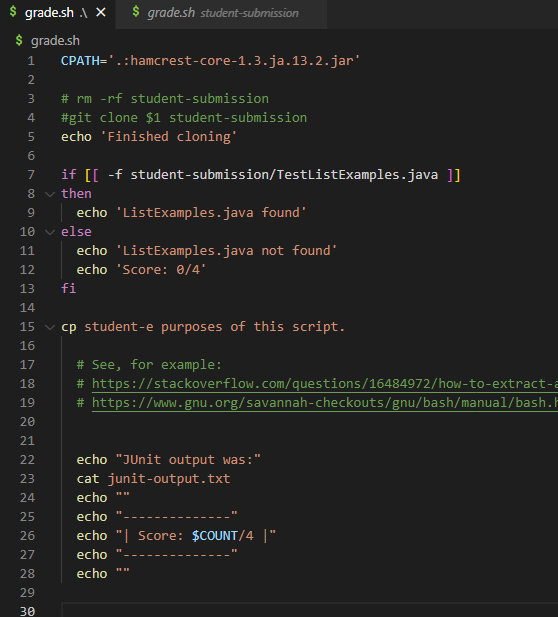 $ grade.sh .\ X $ grade.sh student-submission
$ grade.sh
1 CPATH='.:hamcrest-core-1.3.ja.13.2.jar'
2
3 # rm -rf student-submission
4 #git clone $1 student-submission
5 echo 'Finished cloning'
6
7 if [[ -f student-submission/TestListExamples.java ]]
8 then
9 echo 'ListExamples.java found'
10 else
11 echo 'ListExamples.java not found'
12 echo 'Score: 0/4'
13 fi
14
15 cp student-e purposes of this script.
16
17 # See, for example:
18 # https://stackoverflow.com/questions/16484972/how-to-extract-a
19 # https://www.gnu.org/savannah-checkouts/gnu/bash/manual/bash.h
20
21
22 echo "JUnit output was:"
23 cat junit-output.txt
24 echo ""
25 echo "--------------"
26 echo "| Score: $COUNT/4 |"
27 echo "--------------"
28 echo ""
29
30